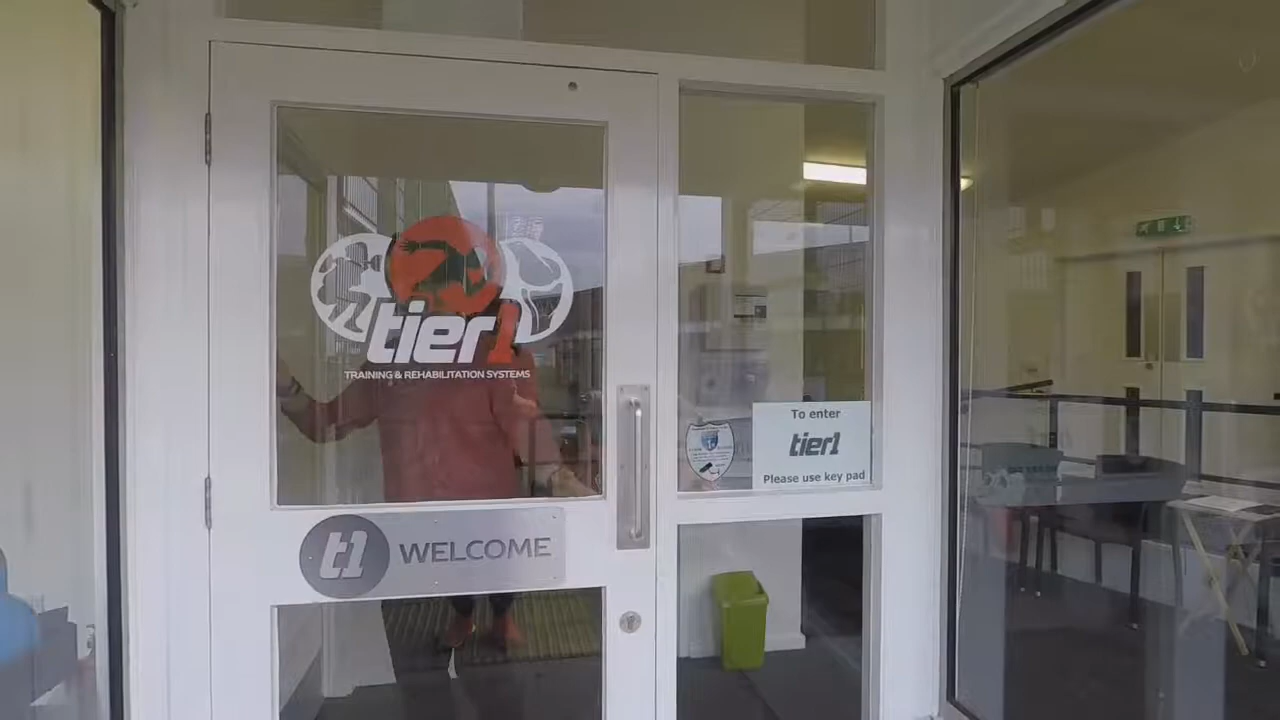 tier1
TRAINING & REHABILITATION SYSTEMS
To enter
tier1
Please use key pad
t1 WELCOME